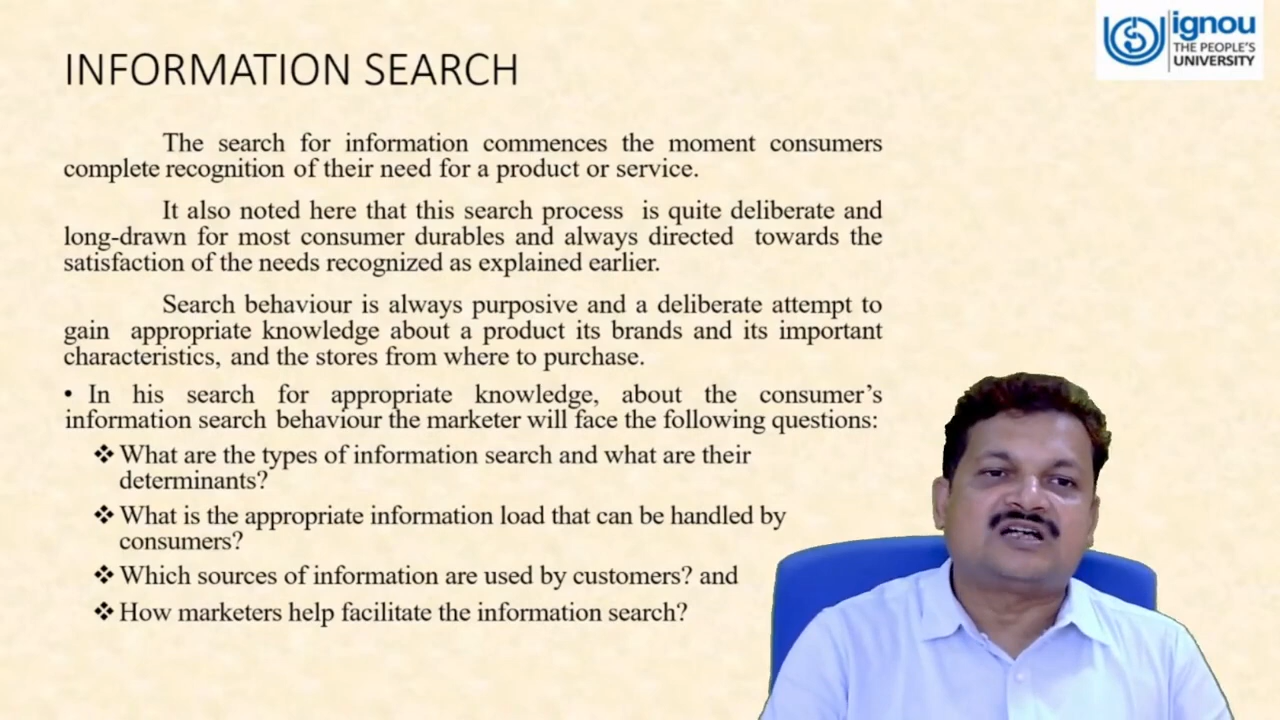 INFORMATION SEARCH
ignou
THE PEOPLE'S
UNIVERSITY
The search for information commences the moment consumers
complete recognition of their need for a product or service.
It also noted here that this search process is quite deliberate and
long-drawn for most consumer durables and always directed towards the
satisfaction of the needs recognized as explained earlier.
Search behaviour is always purposive and a deliberate attempt to
gain appropriate knowledge about a product its brands and its important
characteristics, and the stores from where to purchase.
• In his search for appropriate knowledge, about the consumer’s
information search behaviour the marketer will face the following questions:
❖ What are the types of information search and what are their
determinants?
❖ What is the appropriate information load that can be handled by
consumers?
❖ Which sources of information are used by customers? and
❖ How marketers help facilitate the information search?